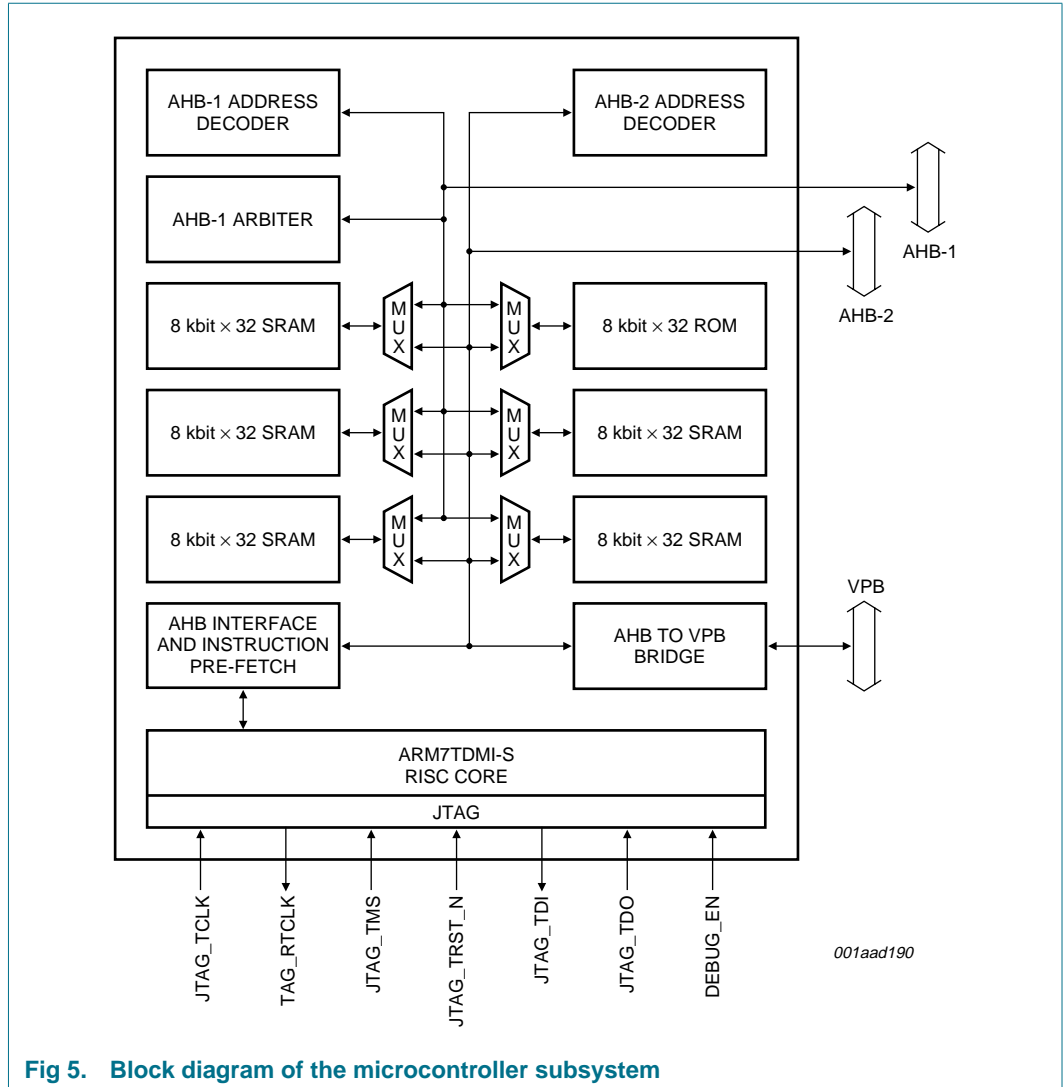 AHB-1 ADDRESS
DECODER
AHB-2 ADDRESS
DECODER
AHB-1 ARBITER
AHB-1
AHB-2
8 kbit × 32 SRAM
MUX
MUX
8 kbit × 32 ROM
8 kbit × 32 SRAM
MUX
MUX
8 kbit × 32 SRAM
8 kbit × 32 SRAM
MUX
MUX
8 kbit × 32 SRAM
AHB INTERFACE
AND INSTRUCTION
PRE-FETCH
AHB TO VPB
BRIDGE
VPB
ARM7TDMI-S
RISC CORE
JTAG
JTAG_TCLK
TAG_RTCLK
JTAG_TMS
JTAG_TRST_N
JTAG_TDI
JTAG_TDO
DEBUG_EN
001aad190
Fig 5. Block diagram of the microcontroller subsystem